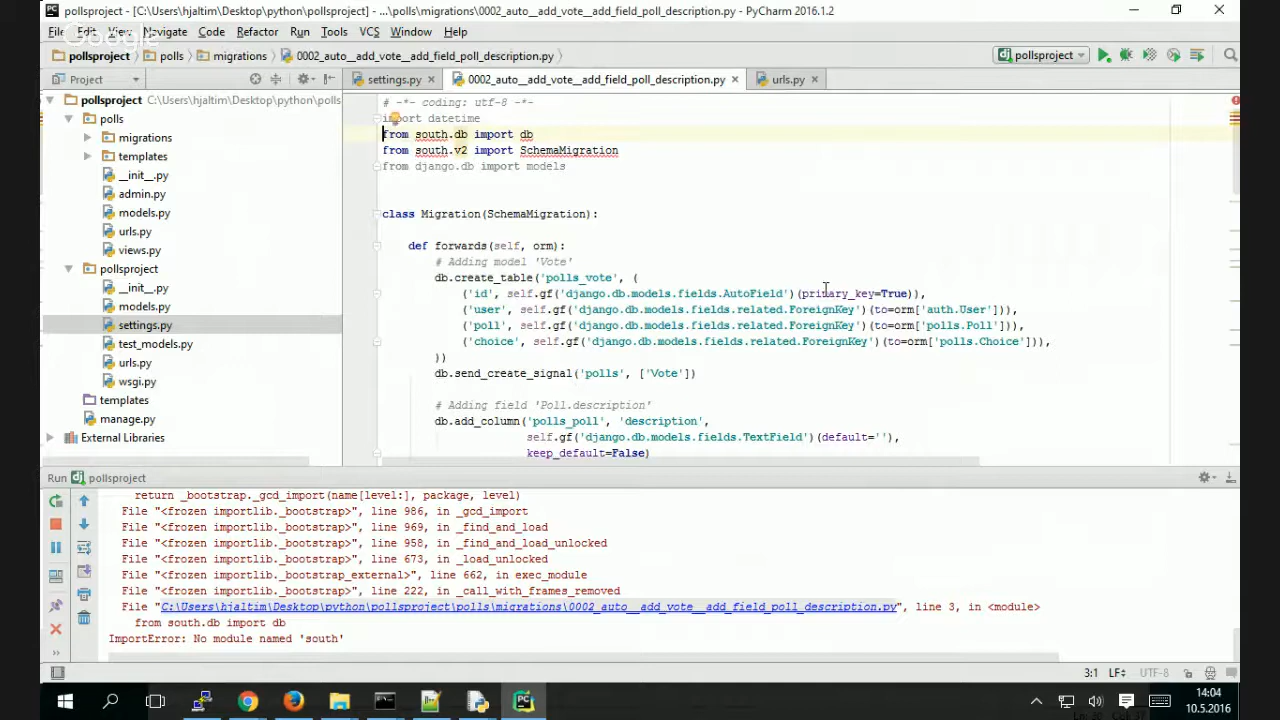 pollsproject - [C:\Users\hjaltim\Desktop\python\pollsproject] - ...\polls\migrations\0002_auto__add_vote__add_field_poll_description.py - PyCharm 2016.1.2
File Edit View Navigate Code Refactor Run Tools VCS Window Help
Google
pollsproject polls migrations 0002_auto__add_vote__add_field_poll_description.py pollsproject
Project settings.py 0002_auto__add_vote__add_field_poll_description.py urls.py
pollsproject C:\Users\hjaltim\Desktop\python\polls
polls
migrations
templates
__init__.py
admin.py
models.py
urls.py
views.py
pollsproject
__init__.py
models.py
settings.py
test_models.py
urls.py
wsgi.py
templates
manage.py
External Libraries
# -*- coding: utf-8 -*-
import datetime
from south.db import db
from south.v2 import SchemaMigration
from django.db import models
class Migration(SchemaMigration):
def forwards(self, orm):
# Adding model 'Vote'
db.create_table('polls_vote', (
('id', self.gf('django.db.models.fields.AutoField')(primary_key=True)),
('user', self.gf('django.db.models.fields.related.ForeignKey')(to=orm['auth.User'])),
('poll', self.gf('django.db.models.fields.related.ForeignKey')(to=orm['polls.Poll'])),
('choice', self.gf('django.db.models.fields.related.ForeignKey')(to=orm['polls.Choice'])),
))
db.send_create_signal('polls', ['Vote'])
# Adding field 'Poll.description'
db.add_column('polls_poll', 'description',
self.gf('django.db.models.fields.TextField')(default=''),
keep_default=False)
Run pollsproject
return _bootstrap._gcd_import(name[level:], package, level)
File "<frozen importlib._bootstrap>", line 986, in _gcd_import
File "<frozen importlib._bootstrap>", line 969, in _find_and_load
File "<frozen importlib._bootstrap>", line 958, in _find_and_load_unlocked
File "<frozen importlib._bootstrap>", line 673, in _load_unlocked
File "<frozen importlib._bootstrap_external>", line 662, in exec_module
File "<frozen importlib._bootstrap>", line 222, in _call_with_frames_removed
File "C:\Users\hjaltim\Desktop\python\pollsproject\polls\migrations\0002_auto__add_vote__add_field_poll_description.py", line 3, in <module>
from south.db import db
ImportError: No module named 'south'
3:1 LF÷ UTF-8
14:04
10.5.2016